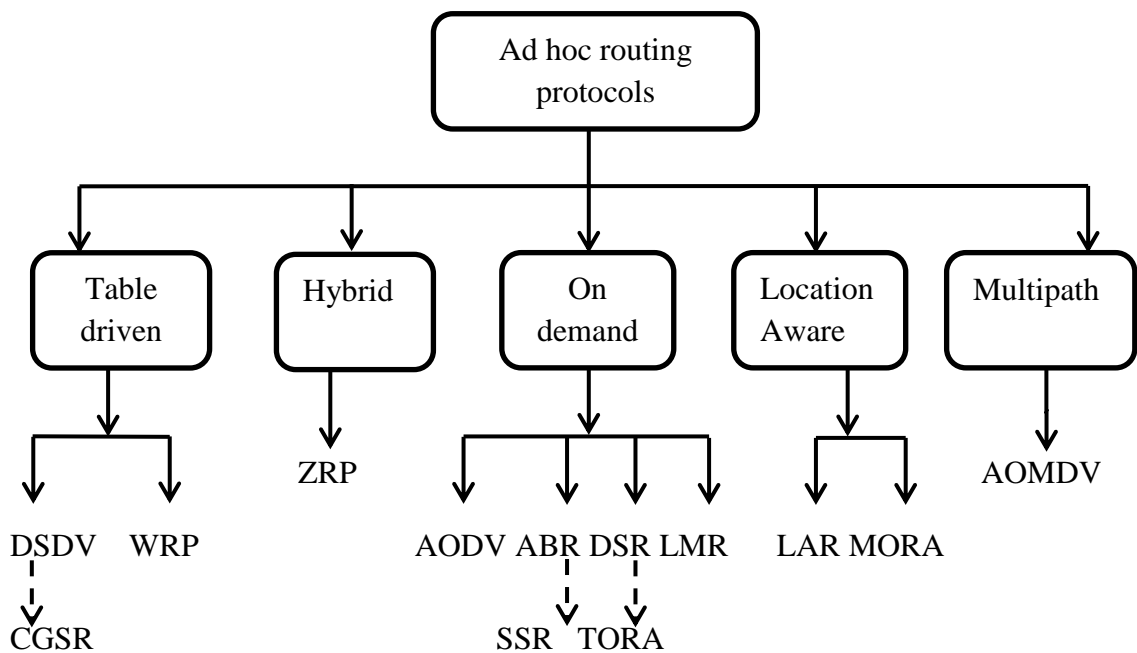 Ad hoc routing
protocols
Table
driven
Hybrid
On
demand
Location
Aware
Multipath
ZRP
AOMDV
DSDV WRP
AODV ABR DSR LMR
LAR MORA
CGSR
SSR TORA